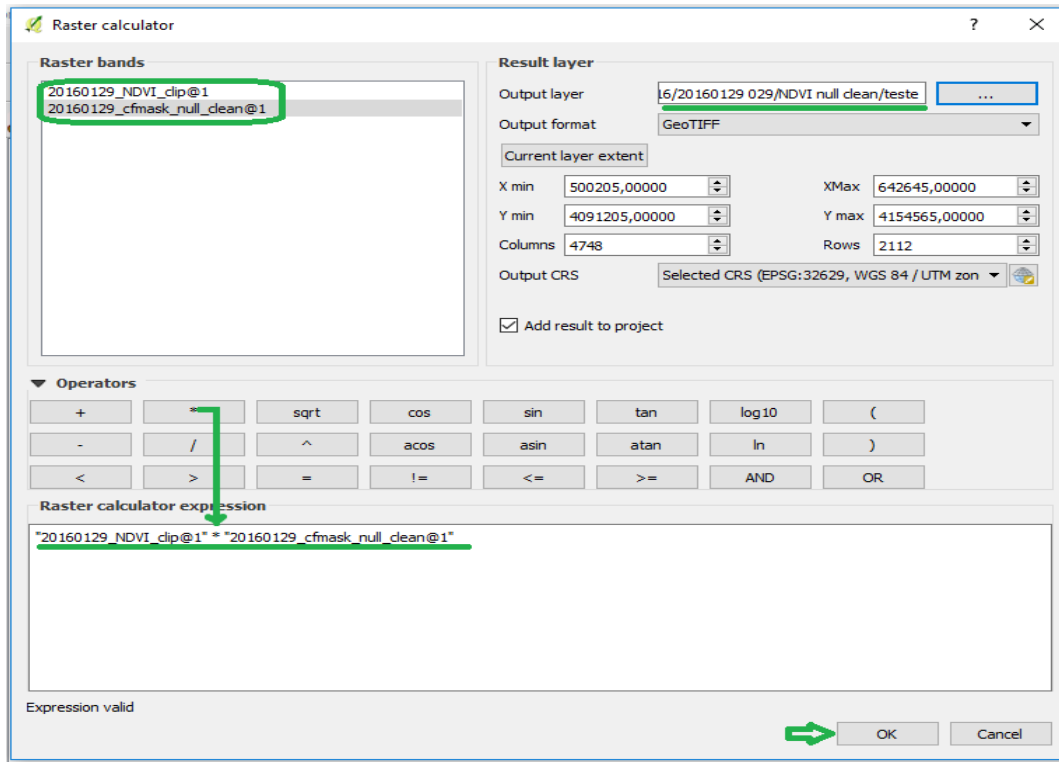 Raster calculator ?
Raster bands
20160129_NDVI_clip@1
20160129_cfmask_null_clean@1
Result layer
Output layer 16/20160129 029/NDVI null clean/teste ...
Output format GeoTIFF
Current layer extent
X min 500205,00000 XMax 642645,00000
Y min 4091205,00000 Y max 4154565,00000
Columns 4748 Rows 2112
Output CRS Selected CRS (EPSG:32629, WGS 84 / UTM zon
Add result to project
Operators
+ * sqrt cos sin tan log10 (
- / ^ acos asin atan ln )
< > = != <= >= AND OR
Raster calculator expression
"20160129_NDVI_clip@1" * "20160129_cfmask_null_clean@1"
Expression valid
OK Cancel